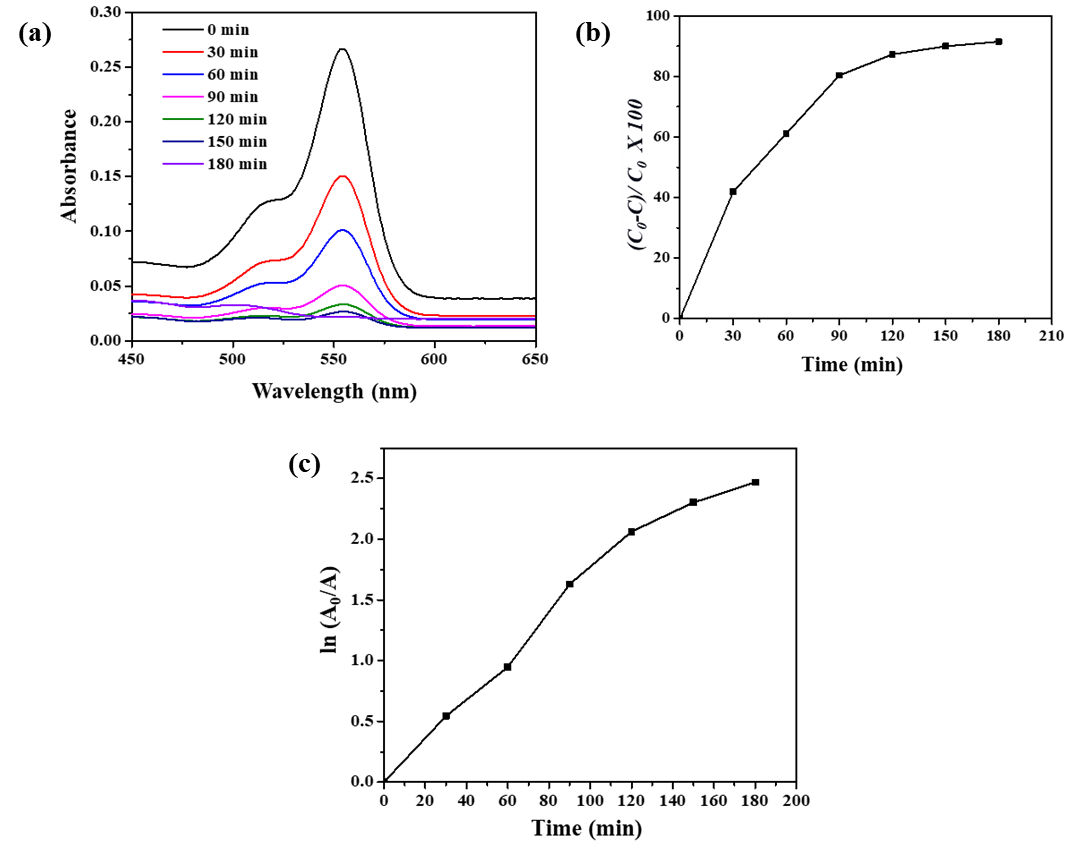 (a)
0.30
0.25
0.20
0.15
0.10
0.05
0.00
Absorbance
0 min
30 min
60 min
90 min
120 min
150 min
180 min
450 500 550 600 650
Wavelength (nm)
(b)
100
80
60
40
20
0
(C₀-C)/ C₀ X 100
0 30 60 90 120 150 180 210
Time (min)
(c)
2.5
2.0
1.5
1.0
0.5
0.0
ln (A₀/A)
0 20 40 60 80 100 120 140 160 180 200
Time (min)